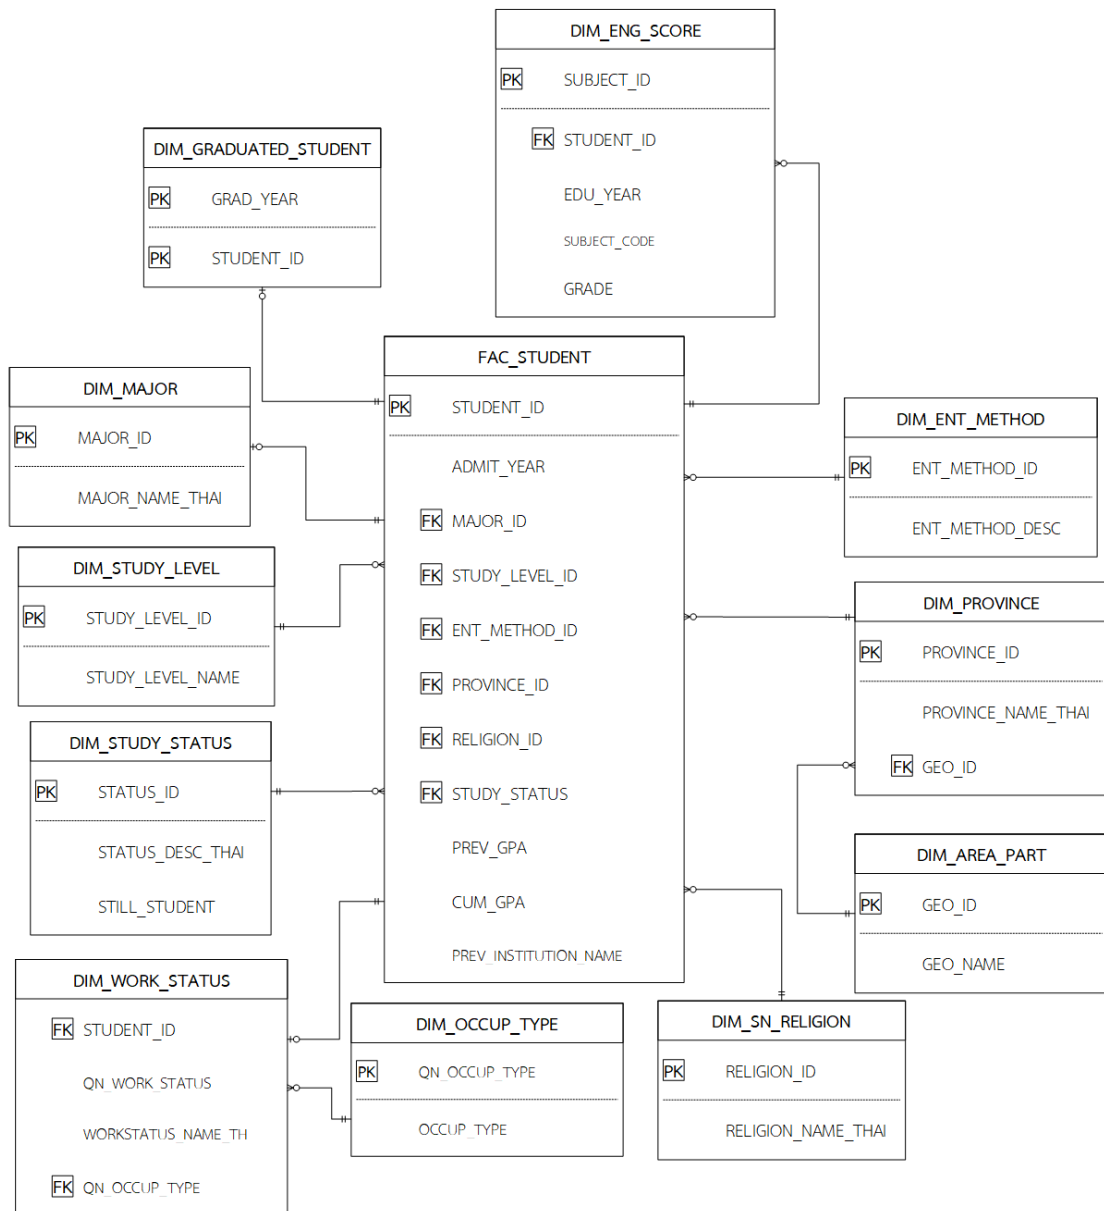 DIM_ENG_SCORE
PK SUBJECT_ID
FK STUDENT_ID
EDU_YEAR
SUBJECT_CODE
GRADE
DIM_GRADUATED_STUDENT
PK GRAD_YEAR
PK STUDENT_ID
FAC_STUDENT
PK STUDENT_ID
ADMIT_YEAR
FK MAJOR_ID
FK STUDY_LEVEL_ID
FK ENT_METHOD_ID
FK PROVINCE_ID
FK RELIGION_ID
FK STUDY_STATUS
PREV_GPA
CUM_GPA
PREV_INSTITUTION_NAME
DIM_MAJOR
PK MAJOR_ID
MAJOR_NAME_THAI
DIM_ENT_METHOD
PK ENT_METHOD_ID
ENT_METHOD_DESC
DIM_STUDY_LEVEL
PK STUDY_LEVEL_ID
STUDY_LEVEL_NAME
DIM_PROVINCE
PK PROVINCE_ID
PROVINCE_NAME_THAI
FK GEO_ID
DIM_STUDY_STATUS
PK STATUS_ID
STATUS_DESC_THAI
STILL_STUDENT
DIM_AREA_PART
PK GEO_ID
GEO_NAME
DIM_WORK_STATUS
FK STUDENT_ID
QN_WORK_STATUS
WORKSTATUS_NAME_TH
FK QN_OCCUP_TYPE
DIM_OCCUP_TYPE
PK QN_OCCUP_TYPE
OCCUP_TYPE
DIM_SN_RELIGION
PK RELIGION_ID
RELIGION_NAME_THAI